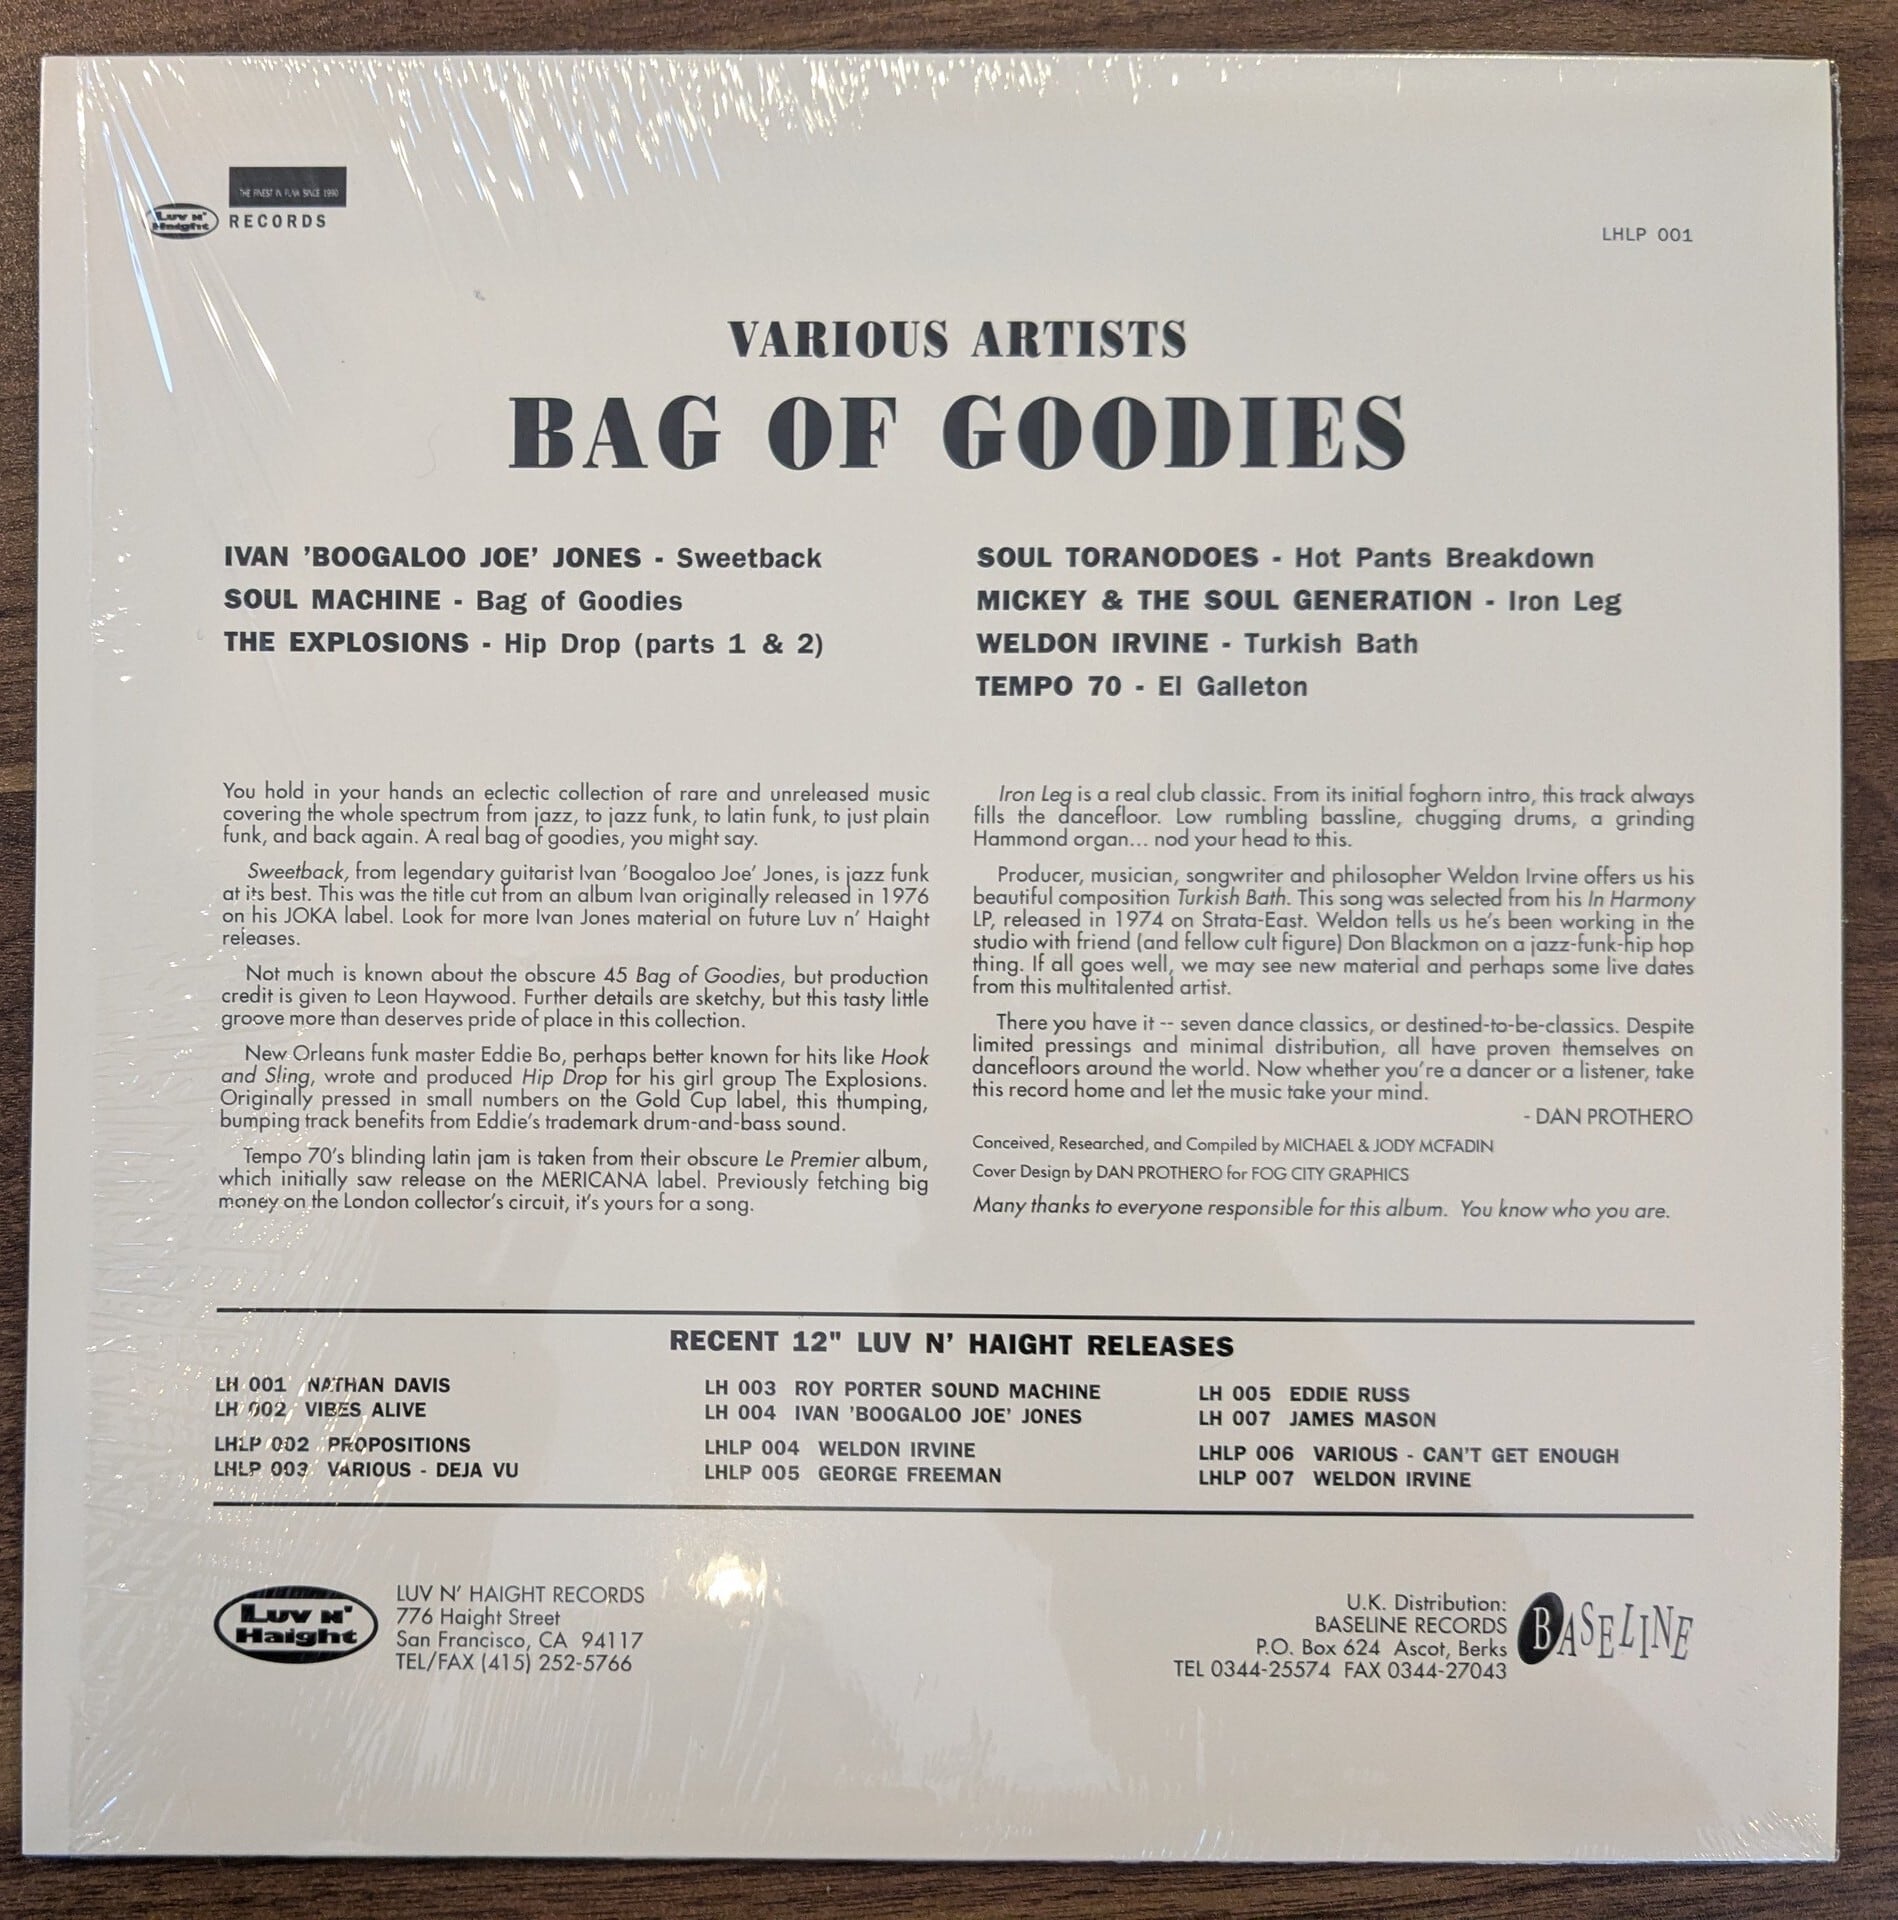 THE FINEST IN FUNK SINCE 1990
LUV N' Haight RECORDS
LHLP 001
VARIOUS ARTISTS
BAG OF GOODIES
IVAN 'BOOGALOO JOE' JONES - Sweetback
SOUL MACHINE - Bag of Goodies
THE EXPLOSIONS - Hip Drop (parts 1 & 2)
SOUL TORANODOES - Hot Pants Breakdown
MICKEY & THE SOUL GENERATION - Iron Leg
WELDON IRVINE - Turkish Bath
TEMPO 70 - El Galleton
You hold in your hands an eclectic collection of rare and unreleased music
covering the whole spectrum from jazz, to jazz funk, to latin funk, to just plain
funk, and back again. A real bag of goodies, you might say.
Sweetback, from legendary guitarist Ivan 'Boogaloo Joe' Jones, is jazz funk
at its best. This was the title cut from an album Ivan originally released in 1976
on his JOKA label. Look for more Ivan Jones material on future Luv n' Haight
releases.
Not much is known about the obscure 45 Bag of Goodies, but production
credit is given to Leon Haywood. Further details are sketchy, but this tasty little
groove more than deserves pride of place in this collection.
New Orleans funk master Eddie Bo, perhaps better known for hits like Hook
and Sling, wrote and produced Hip Drop for his girl group The Explosions.
Originally pressed in small numbers on the Gold Cup label, this thumping,
bumping track benefits from Eddie's trademark drum-and-bass sound.
Tempo 70's blinding latin jam is taken from their obscure Le Premier album,
which initially saw release on the MERICANA label. Previously fetching big
money on the London collector's circuit, it's yours for a song.
Iron Leg is a real club classic. From its initial foghorn intro, this track always
fills the dancefloor. Low rumbling bassline, chugging drums, a grinding
Hammond organ... nod your head to this.
Producer, musician, songwriter and philosopher Weldon Irvine offers us his
beautiful composition Turkish Bath. This song was selected from his In Harmony
LP, released in 1974 on Strata-East. Weldon tells us he's been working in the
studio with friend (and fellow cult figure) Don Blackmon on a jazz-funk-hip hop
thing. If all goes well, we may see new material and perhaps some live dates
from this multitalented artist.
There you have it -- seven dance classics, or destined-to-be-classics. Despite
limited pressings and minimal distribution, all have proven themselves on
dancefloors around the world. Now whether you're a dancer or a listener, take
this record home and let the music take your mind.
- DAN PROTHERO
Conceived, Researched, and Compiled by MICHAEL & JODY MCFADIN
Cover Design by DAN PROTHERO for FOG CITY GRAPHICS
Many thanks to everyone responsible for this album. You know who you are.
RECENT 12" LUV N' HAIGHT RELEASES
LH 001 NATHAN DAVIS
LH 002 VIBES ALIVE
LHLP 002 PROPOSITIONS
LHLP 003 VARIOUS - DEJA VU
LH 003 ROY PORTER SOUND MACHINE
LH 004 IVAN 'BOOGALOO JOE' JONES
LHLP 004 WELDON IRVINE
LHLP 005 GEORGE FREEMAN
LH 005 EDDIE RUSS
LH 007 JAMES MASON
LHLP 006 VARIOUS - CAN'T GET ENOUGH
LHLP 007 WELDON IRVINE
LUV N'
Haight
LUV N' HAIGHT RECORDS
776 Haight Street
San Francisco, CA 94117
TEL/FAX (415) 252-5766
U.K. Distribution:
BASELINE RECORDS
P.O. Box 624 Ascot, Berks
TEL 0344-25574 FAX 0344-27043
BASELINE